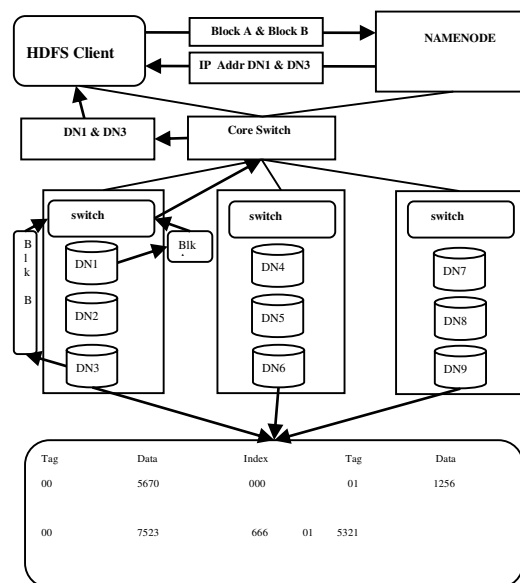 HDFS Client
Block A & Block B
NAMENODE
IP Addr DN1 & DN3
DN1 & DN3
Core Switch
switch
switch
switch
Blk B
Blk
DN1
DN2
DN3
DN4
DN5
DN6
DN7
DN8
DN9
Tag Data Index Tag Data
00 5670 000 01 1256
00 7523 666 01 5321